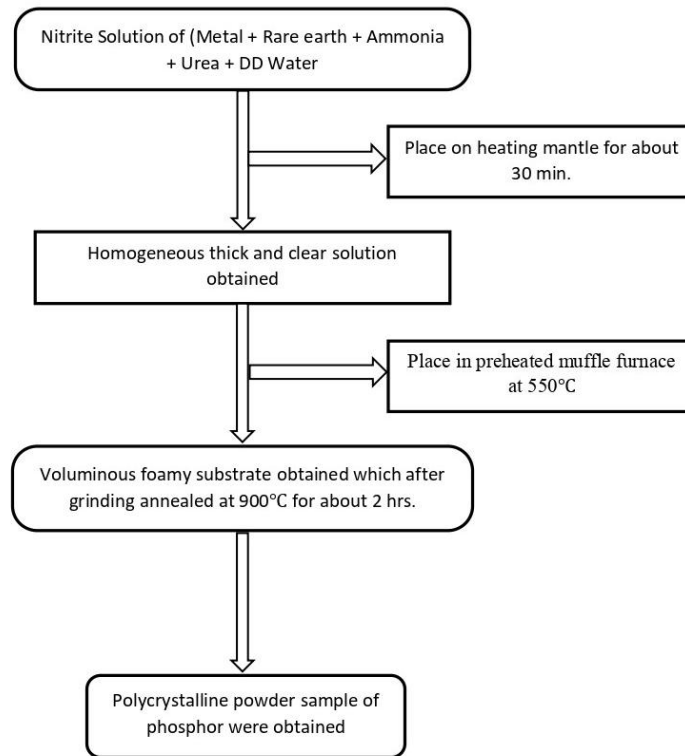 Nitrite Solution of (Metal + Rare earth + Ammonia
+ Urea + DD Water
Place on heating mantle for about
30 min.
Homogeneous thick and clear solution
obtained
Place in preheated muffle furnace
at 550℃
Voluminous foamy substrate obtained which after
grinding annealed at 900℃ for about 2 hrs.
Polycrystalline powder sample of
phosphor were obtained